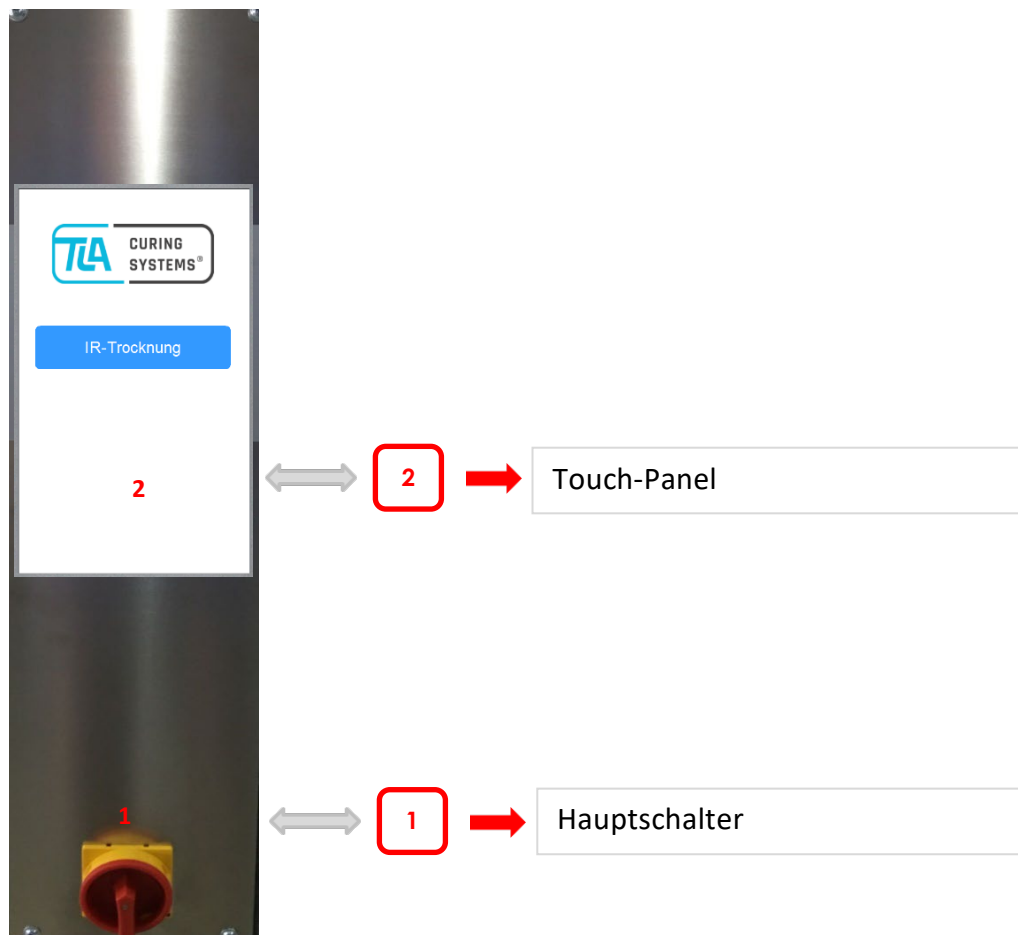 TLA CURING
SYSTEMS®
IR-Trocknung
2
2
Touch-Panel
1
1
Hauptschalter